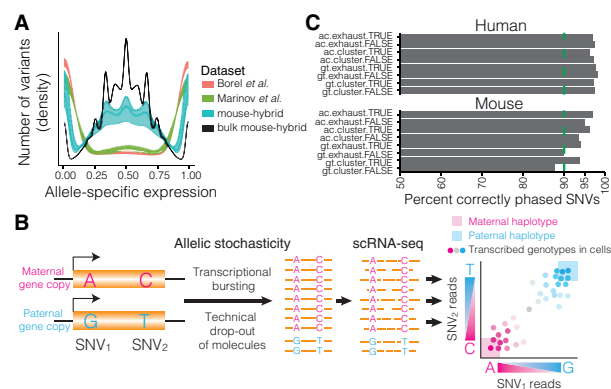 A
Number of variants
(density)
0.00
0.25
0.50
0.75
1.00
Allele-specific expression
Dataset
Borel et al.
Marinov et al.
mouse-hybrid
bulk mouse-hybrid
C
Human
ac.exhaust.TRUE
ac.exhaust.FALSE
ac.cluster.TRUE
ac.cluster.FALSE
gt.exhaust.TRUE
gt.exhaust.FALSE
gt.cluster.TRUE
gt.cluster.FALSE
Mouse
ac.exhaust.TRUE
ac.exhaust.FALSE
ac.cluster.TRUE
ac.cluster.FALSE
gt.exhaust.TRUE
gt.exhaust.FALSE
gt.cluster.TRUE
gt.cluster.FALSE
50
60
70
80
90
95
100
Percent correctly phased SNVs
B
Allelic stochasticity
scRNA-seq
Maternal
gene copy
A C
Paternal
gene copy
G T
SNV1 SNV2
Transcriptional
bursting
Technical
drop-out
of molecules
A C
A C
A C
A C
A C
A C
A C
A C
G T
G T
A C
A C
A C
A C
A C
A C
A C
A C
G T
G T
Maternal haplotype
Paternal haplotype
Transcribed genotypes in cells
T
SNV2 reads
C
A G
SNV1 reads